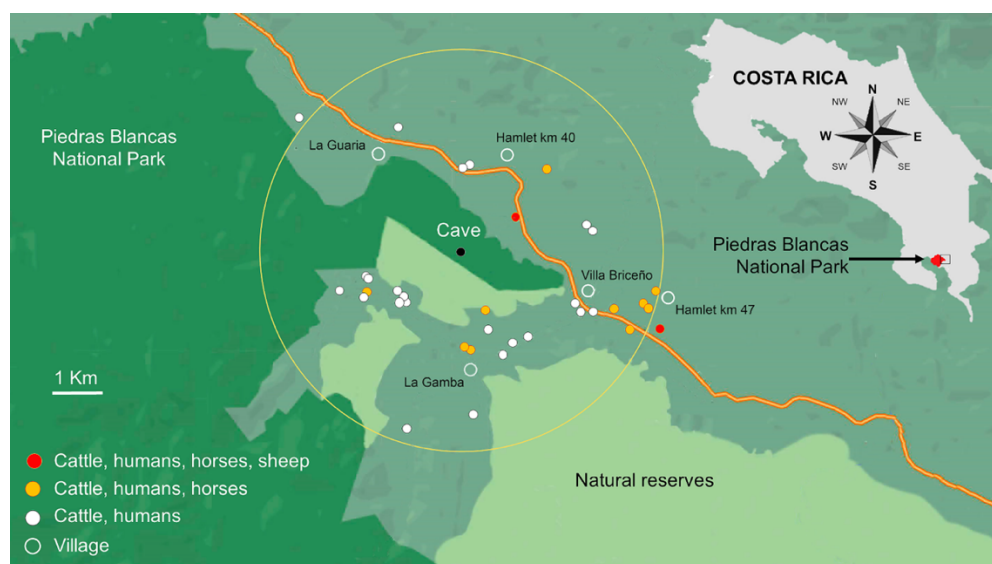 COSTA RICA
N
NW
NE
W
E
SW
SE
S
Piedras Blancas
National Park
Hamlet km 40
La Guaria
Cave
Piedras Blancas
National Park
Villa Briceño
Hamlet km 47
La Gamba
1 Km
Natural reserves
Cattle, humans, horses, sheep
Cattle, humans, horses
Cattle, humans
Village